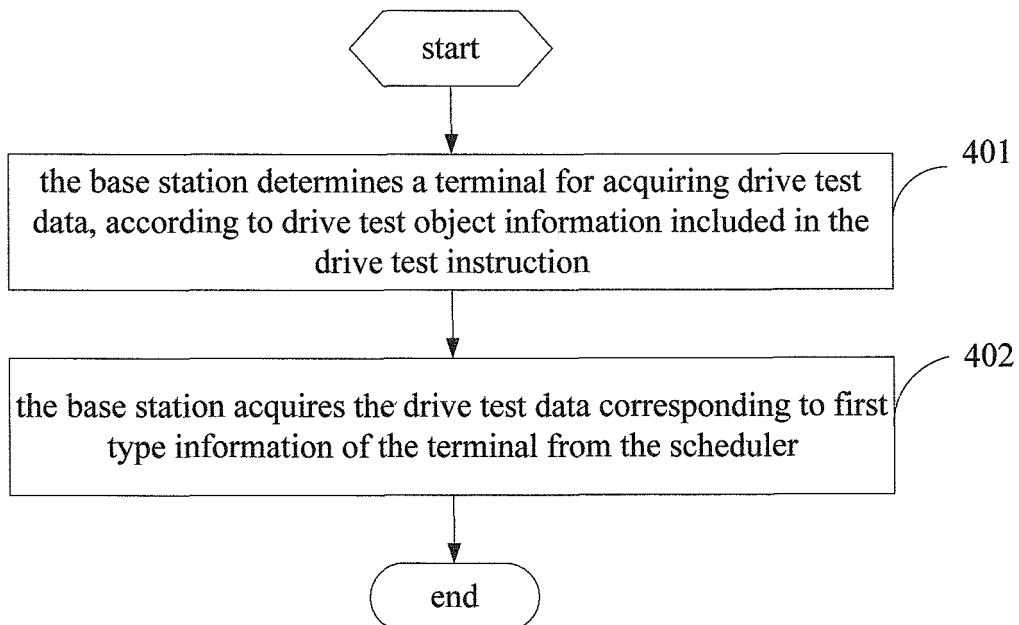 start
401
the base station determines a terminal for acquiring drive test
data, according to drive test object information included in the
drive test instruction
402
the base station acquires the drive test data corresponding to first
type information of the terminal from the scheduler
end